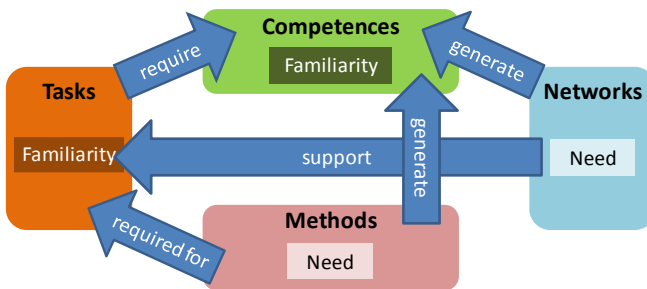 Competences
Familiarity
require
generate
Tasks
Familiarity
Networks
Need
support
generate
Methods
Need
required for